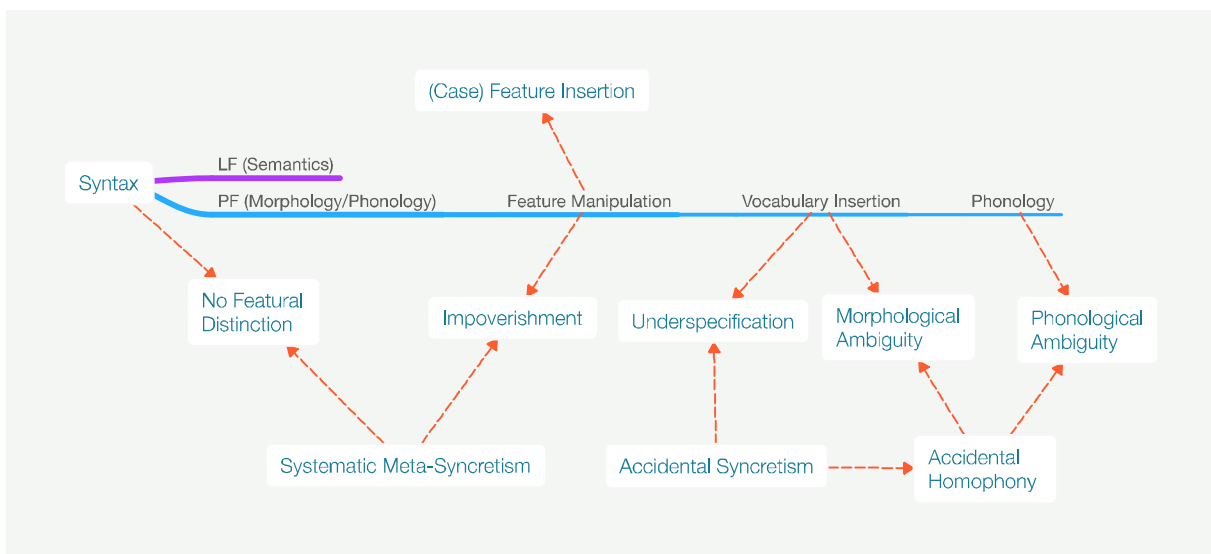 (Case) Feature Insertion
LF (Semantics)
Syntax
PF (Morphology/Phonology)
Feature Manipulation
Vocabulary Insertion
Phonology
No Featural
Distinction
Impoverishment
Underspecification
Morphological
Ambiguity
Phonological
Ambiguity
Systematic Meta-Syncretism
Accidental Syncretism
Accidental
Homophony